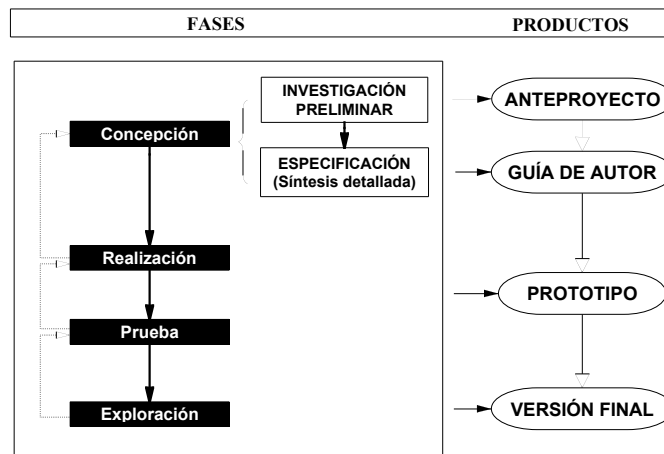 FASES
PRODUCTOS
INVESTIGACIÓN
PRELIMINAR
ANTEPROYECTO
Concepción
ESPECIFICACIÓN
(Síntesis detallada)
GUÍA DE AUTOR
Realización
PROTOTIPO
Prueba
Exploración
VERSIÓN FINAL